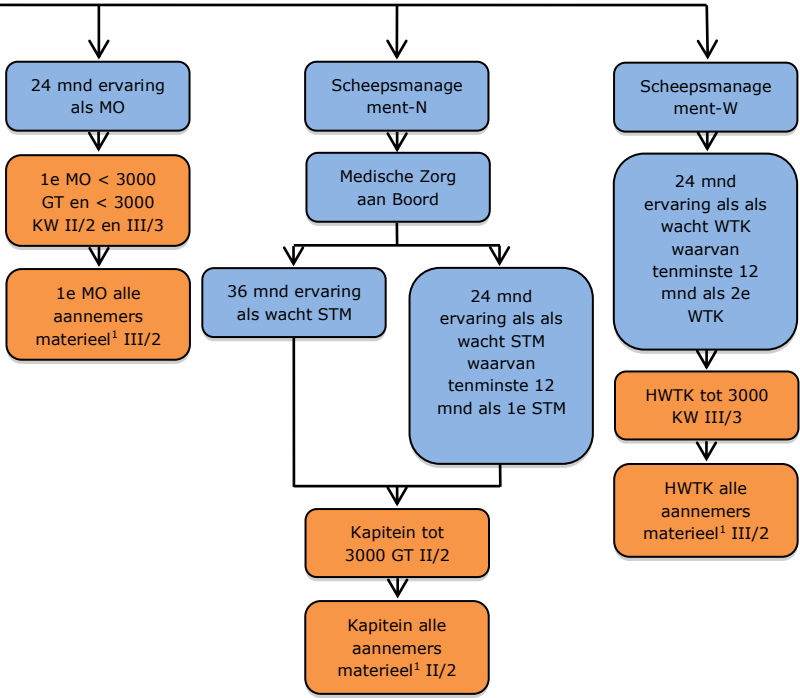 24 mnd ervaring
als MO
1e MO < 3000
GT en < 3000
KW II/2 en III/3
1e MO alle
aannemers
materieel¹ III/2
Scheepsmanage
ment-N
Medische Zorg
aan Boord
36 mnd ervaring
als wacht STM
24 mnd
ervaring als als
wacht STM
waarvan
tenminste 12
mnd als 1e STM
Kapitein tot
3000 GT II/2
Kapitein alle
aannemers
materieel¹ II/2
Scheepsmanage
ment-W
24 mnd
ervaring als als
wacht WTK
waarvan
tenminste 12
mnd als 2e
WTK
HWTK tot 3000
KW III/3
HWTK alle
aannemers
materieel¹ III/2